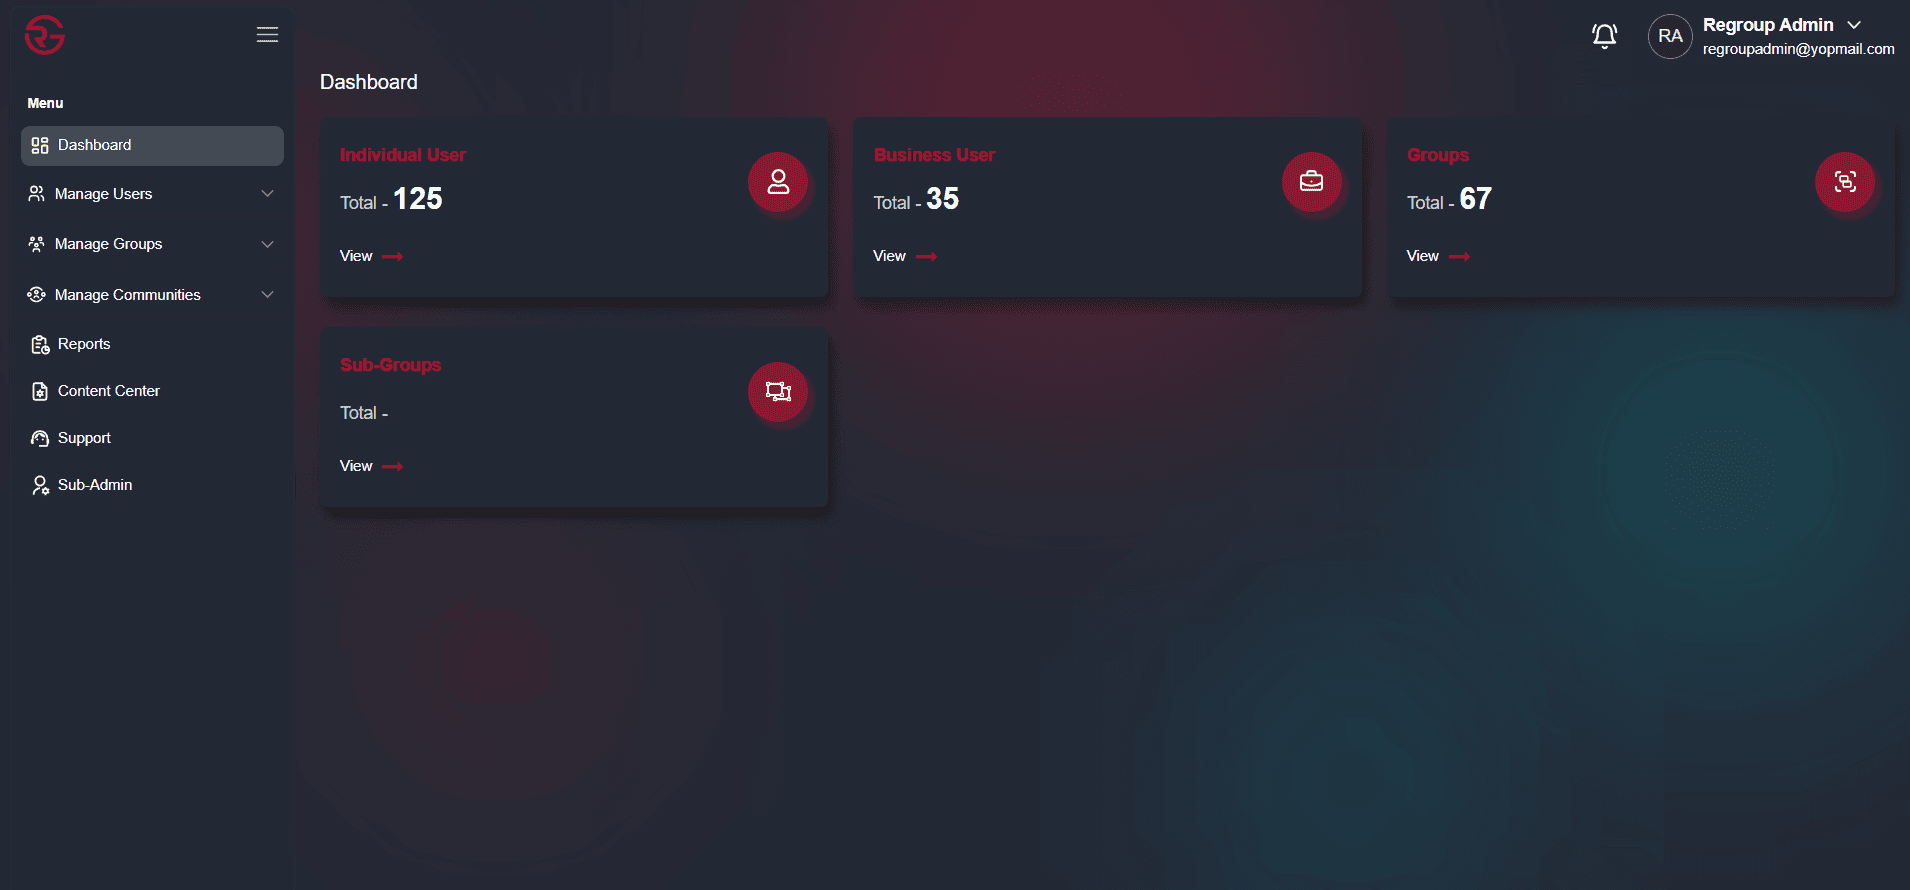 RG
Menu
Dashboard
Manage Users
Manage Groups
Manage Communities
Reports
Content Center
Support
Sub-Admin
RA
Regroup Admin
regroupadmin@yopmail.com
Dashboard
Individual User
Total - 125
View
Business User
Total - 35
View
Groups
Total - 67
View
Sub-Groups
Total -
View